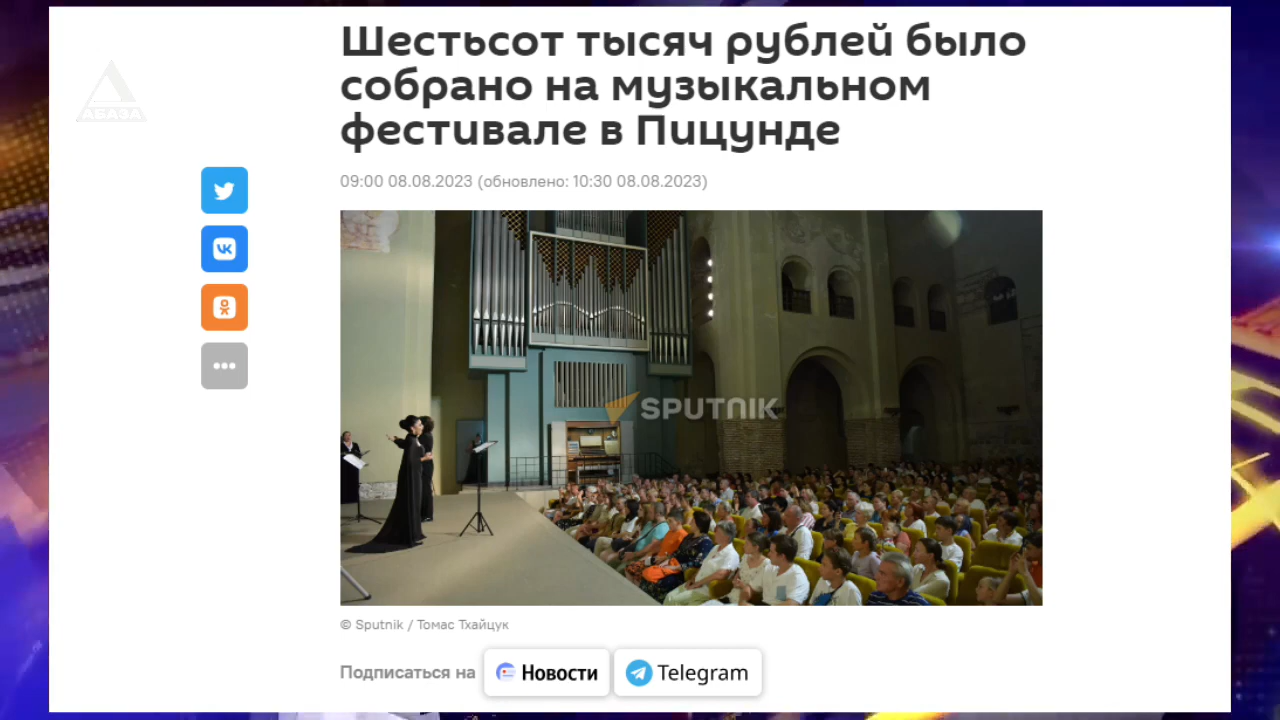 Шестьсот тысяч рублей было
собрано на музыкальном
фестивале в Пицунде
АБАЗА
09:00 08.08.2023 (обновлено: 10:30 08.08.2023)
SPUTNIK
© Sputnik / Томас Тхайцук
Подписаться на Новости Telegram